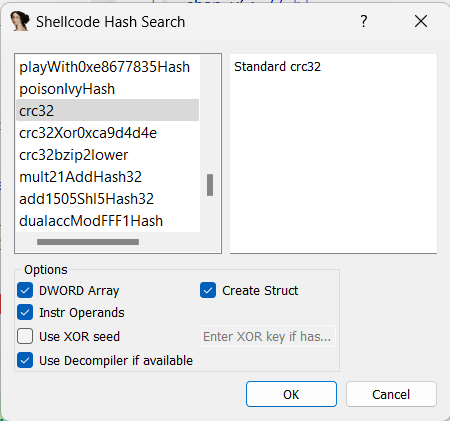 Shellcode Hash Search
?
playWith0xe8677835Hash
poisonIvyHash
crc32
crc32Xor0xca9d4d4e
crc32bzip2lower
mult21AddHash32
add1505Shl5Hash32
dualaccModFFF1Hash
Standard crc32
Options
DWORD Array
Create Struct
Instr Operands
Use XOR seed
Enter XOR key if has...
Use Decompiler if available
OK
Cancel